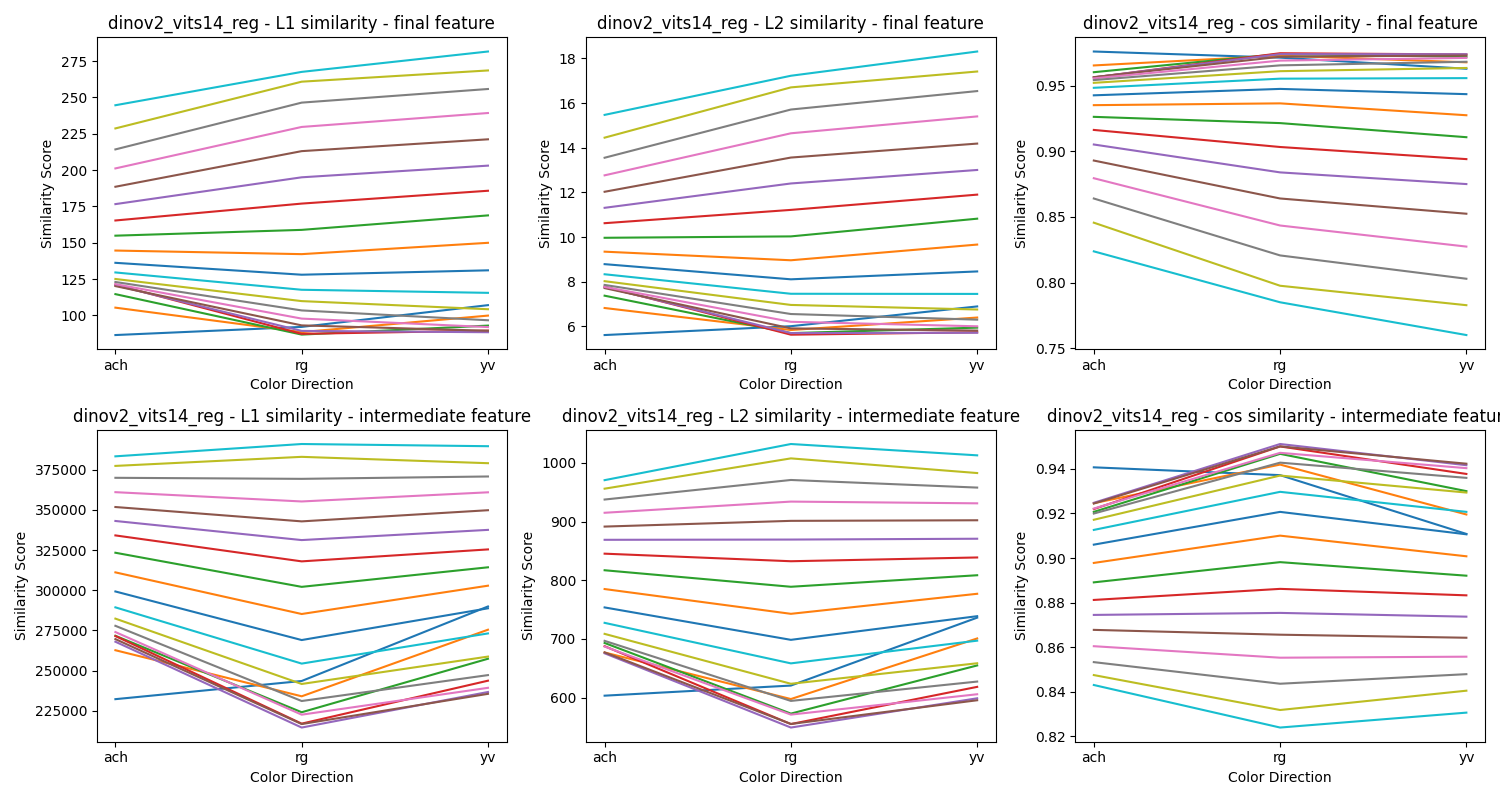 dinov2_vits14_reg - L1 similarity - final feature
275
250
225
200
175
150
125
100
Similarity Score
ach rg yv
Color Direction
dinov2_vits14_reg - L2 similarity - final feature
18
16
14
12
10
8
6
Similarity Score
ach rg yv
Color Direction
dinov2_vits14_reg - cos similarity - final feature
0.95
0.90
0.85
0.80
0.75
Similarity Score
ach rg yv
Color Direction
dinov2_vits14_reg - L1 similarity - intermediate feature
375000
350000
325000
300000
275000
250000
225000
Similarity Score
ach rg yv
Color Direction
dinov2_vits14_reg - L2 similarity - intermediate feature
1000
900
800
700
600
Similarity Score
ach rg yv
Color Direction
dinov2_vits14_reg - cos similarity - intermediate featur
0.94
0.92
0.90
0.88
0.86
0.84
0.82
Similarity Score
ach rg yv
Color Direction